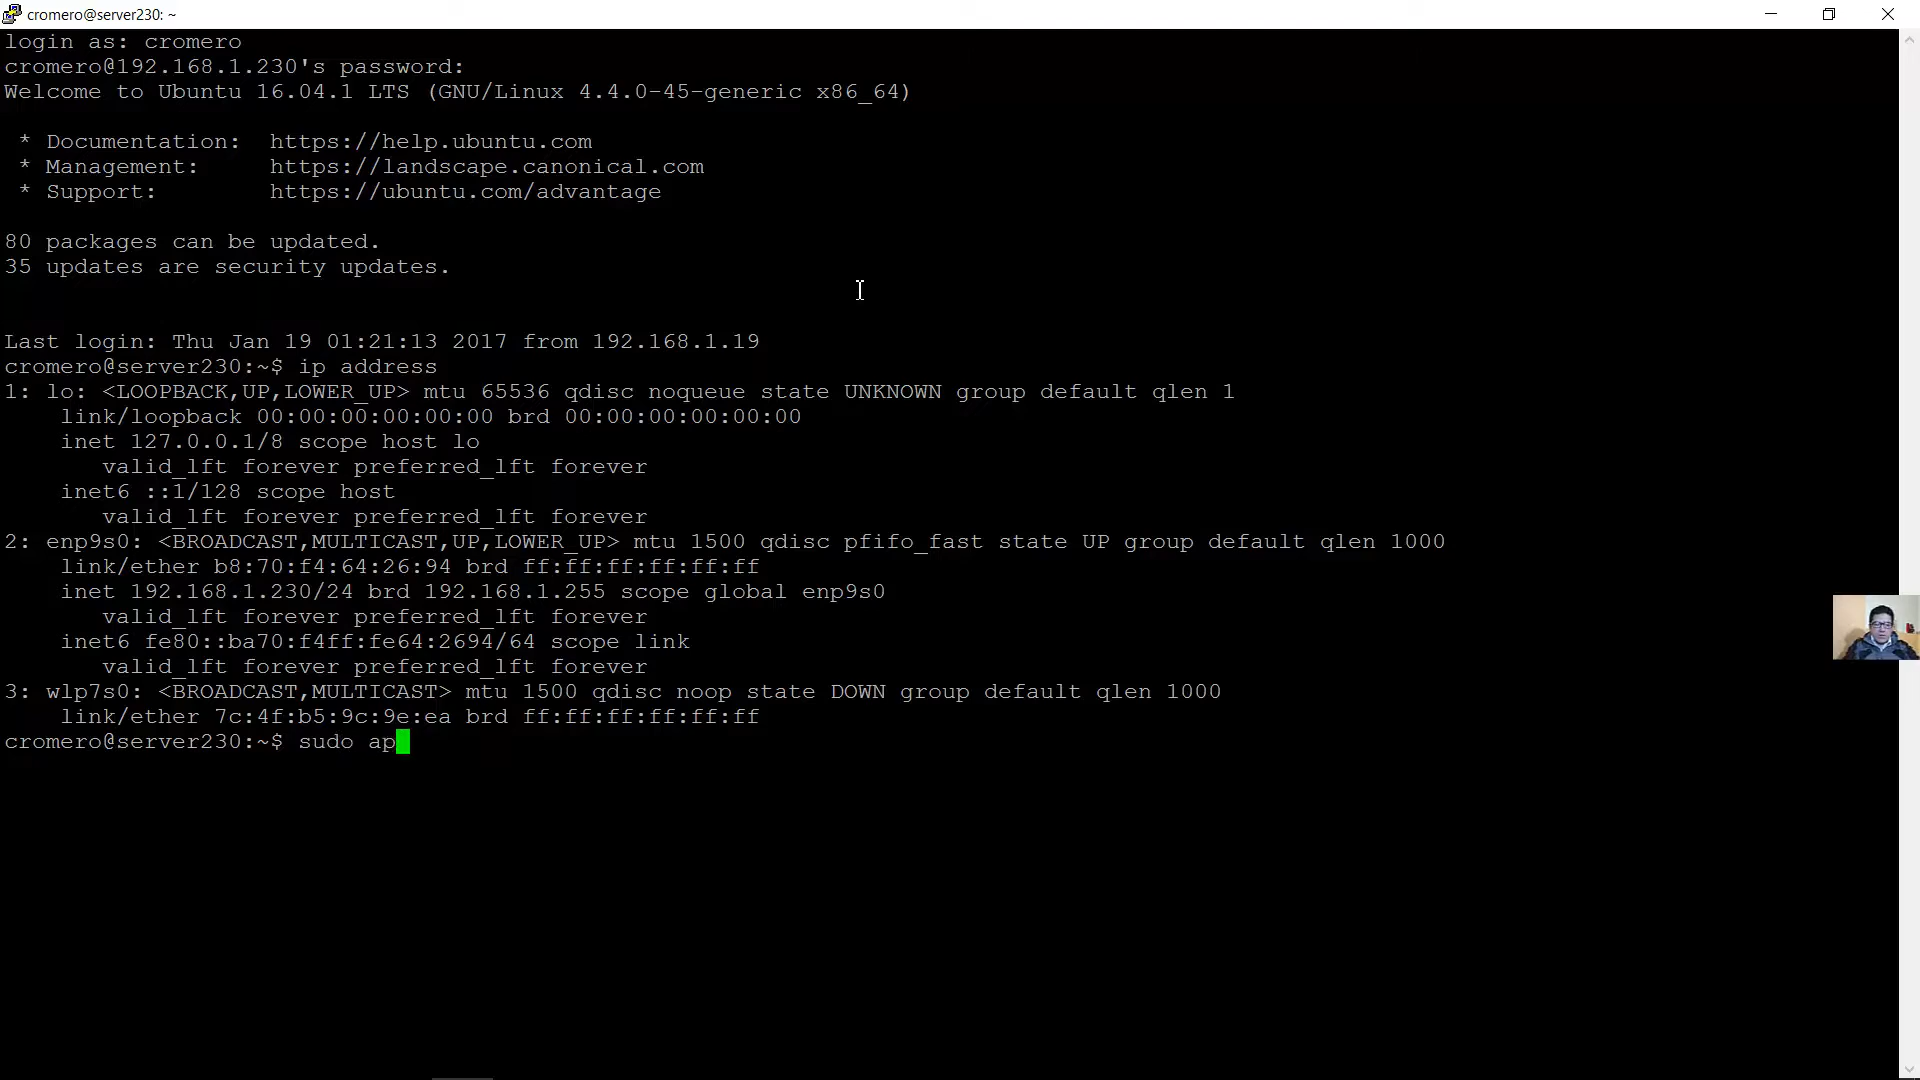 cromero@server230: ~
login as: cromero
cromero@192.168.1.230's password:
Welcome to Ubuntu 16.04.1 LTS (GNU/Linux 4.4.0-45-generic x86_64)
* Documentation:  https://help.ubuntu.com
* Management:     https://landscape.canonical.com
* Support:        https://ubuntu.com/advantage
80 packages can be updated.
35 updates are security updates.
Last login: Thu Jan 19 01:21:13 2017 from 192.168.1.19
cromero@server230:~$ ip address
1: lo: <LOOPBACK,UP,LOWER_UP> mtu 65536 qdisc noqueue state UNKNOWN group default qlen 1
link/loopback 00:00:00:00:00:00 brd 00:00:00:00:00:00
inet 127.0.0.1/8 scope host lo
valid_lft forever preferred_lft forever
inet6 ::1/128 scope host
valid_lft forever preferred_lft forever
2: enp9s0: <BROADCAST,MULTICAST,UP,LOWER_UP> mtu 1500 qdisc pfifo_fast state UP group default qlen 1000
link/ether b8:70:f4:64:26:94 brd ff:ff:ff:ff:ff:ff
inet 192.168.1.230/24 brd 192.168.1.255 scope global enp9s0
valid_lft forever preferred_lft forever
inet6 fe80::ba70:f4ff:fe64:2694/64 scope link
valid_lft forever preferred_lft forever
3: wlp7s0: <BROADCAST,MULTICAST> mtu 1500 qdisc noop state DOWN group default qlen 1000
link/ether 7c:4f:b5:9c:9e:ea brd ff:ff:ff:ff:ff:ff
cromero@server230:~$ sudo ap